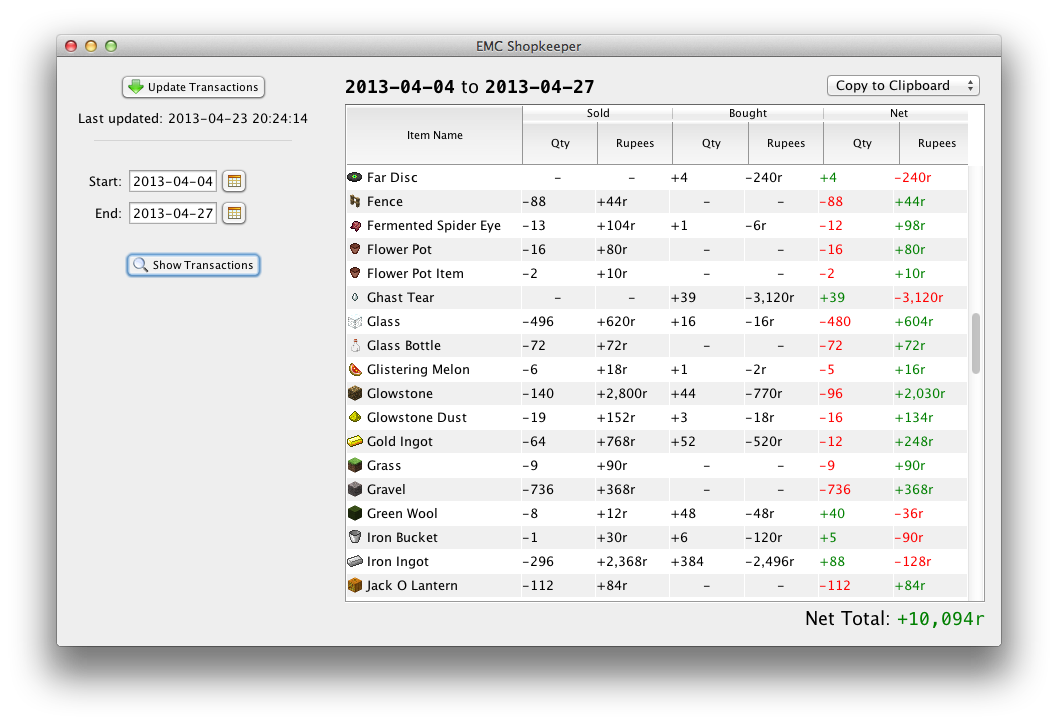 EMC Shopkeeper
Update Transactions
Last updated: 2013-04-23 20:24:14
Start: 2013-04-04
End: 2013-04-27
Show Transactions
2013-04-04 to 2013-04-27
Copy to Clipboard
Item Name Sold Bought Net
Qty Rupees Qty Rupees Qty Rupees
Far Disc - - +4 -240r +4 -240r
Fence -88 +44r - - -88 +44r
Fermented Spider Eye -13 +104r +1 -6r -12 +98r
Flower Pot -16 +80r - - -16 +80r
Flower Pot Item -2 +10r - - -2 +10r
Ghast Tear - - +39 -3,120r +39 -3,120r
Glass -496 +620r +16 -16r -480 +604r
Glass Bottle -72 +72r - - -72 +72r
Glistering Melon -6 +18r +1 -2r -5 +16r
Glowstone -140 +2,800r +44 -770r -96 +2,030r
Glowstone Dust -19 +152r +3 -18r -16 +134r
Gold Ingot -64 +768r +52 -520r -12 +248r
Grass -9 +90r - - -9 +90r
Gravel -736 +368r - - -736 +368r
Green Wool -8 +12r +48 -48r +40 -36r
Iron Bucket -1 +30r +6 -120r +5 -90r
Iron Ingot -296 +2,368r +384 -2,496r +88 -128r
Jack O Lantern -112 +84r - - -112 +84r
Net Total: +10,094r